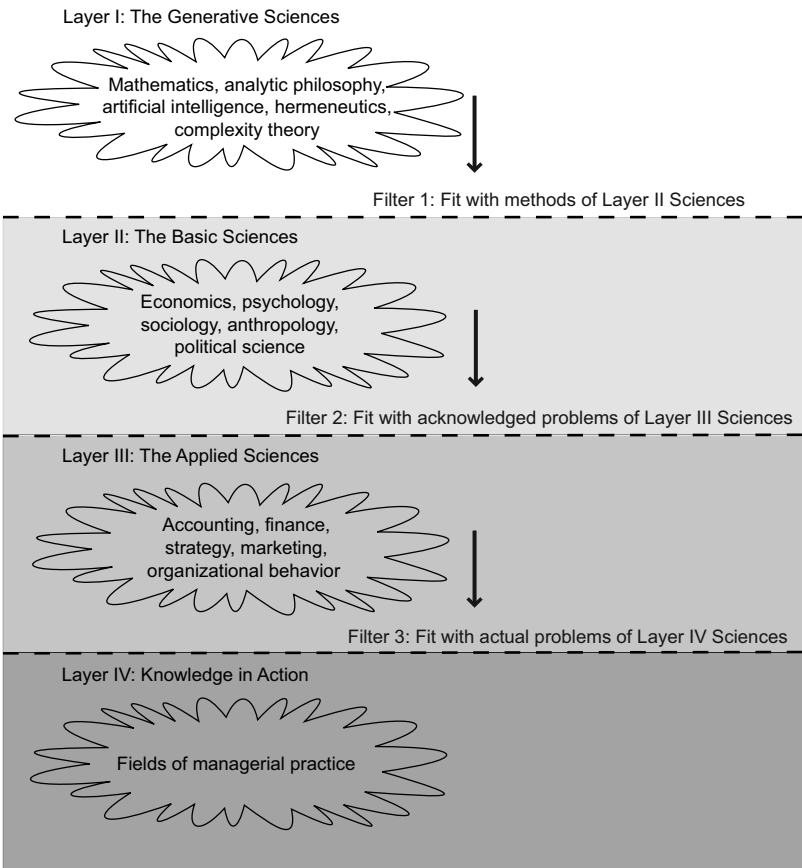 Layer I: The Generative Sciences
Mathematics, analytic philosophy,
artificial intelligence, hermeneutics,
complexity theory
Filter 1: Fit with methods of Layer II Sciences
Layer II: The Basic Sciences
Economics, psychology,
sociology, anthropology,
political science
Filter 2: Fit with acknowledged problems of Layer III Sciences
Layer III: The Applied Sciences
Accounting, finance,
strategy, marketing,
organizational behavior
Filter 3: Fit with actual problems of Layer IV Sciences
Layer IV: Knowledge in Action
Fields of managerial practice